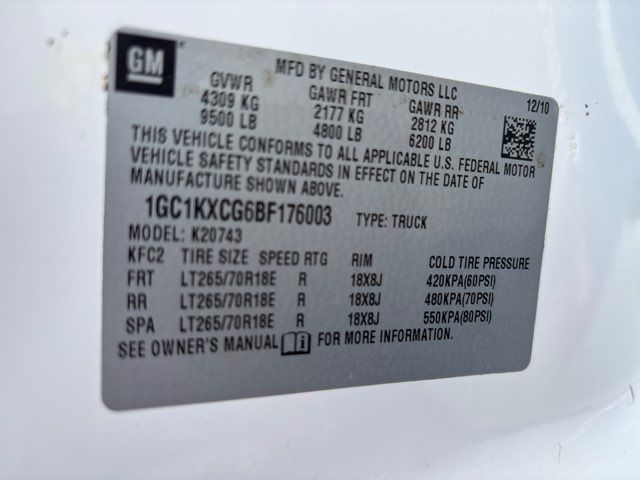 GM
MFD BY GENERAL MOTORS LLC
12/10
GVWR GAWR FRT GAWR RR
4309 KG 2177 KG 2812 KG
9500 LB 4800 LB 6200 LB
THIS VEHICLE CONFORMS TO ALL APPLICABLE U.S. FEDERAL MOTOR
VEHICLE SAFETY STANDARDS IN EFFECT ON THE DATE OF
MANUFACTURE SHOWN ABOVE.
1GC1KXCG6BF176003 TYPE: TRUCK
MODEL: K20743
KFC2 TIRE SIZE SPEED RTG RIM COLD TIRE PRESSURE
FRT LT265/70R18E R 18X8J 420KPA(60PSI)
RR LT265/70R18E R 18X8J 480KPA(70PSI)
SPA LT265/70R18E R 18X8J 550KPA(80PSI)
SEE OWNER'S MANUAL FOR MORE INFORMATION.